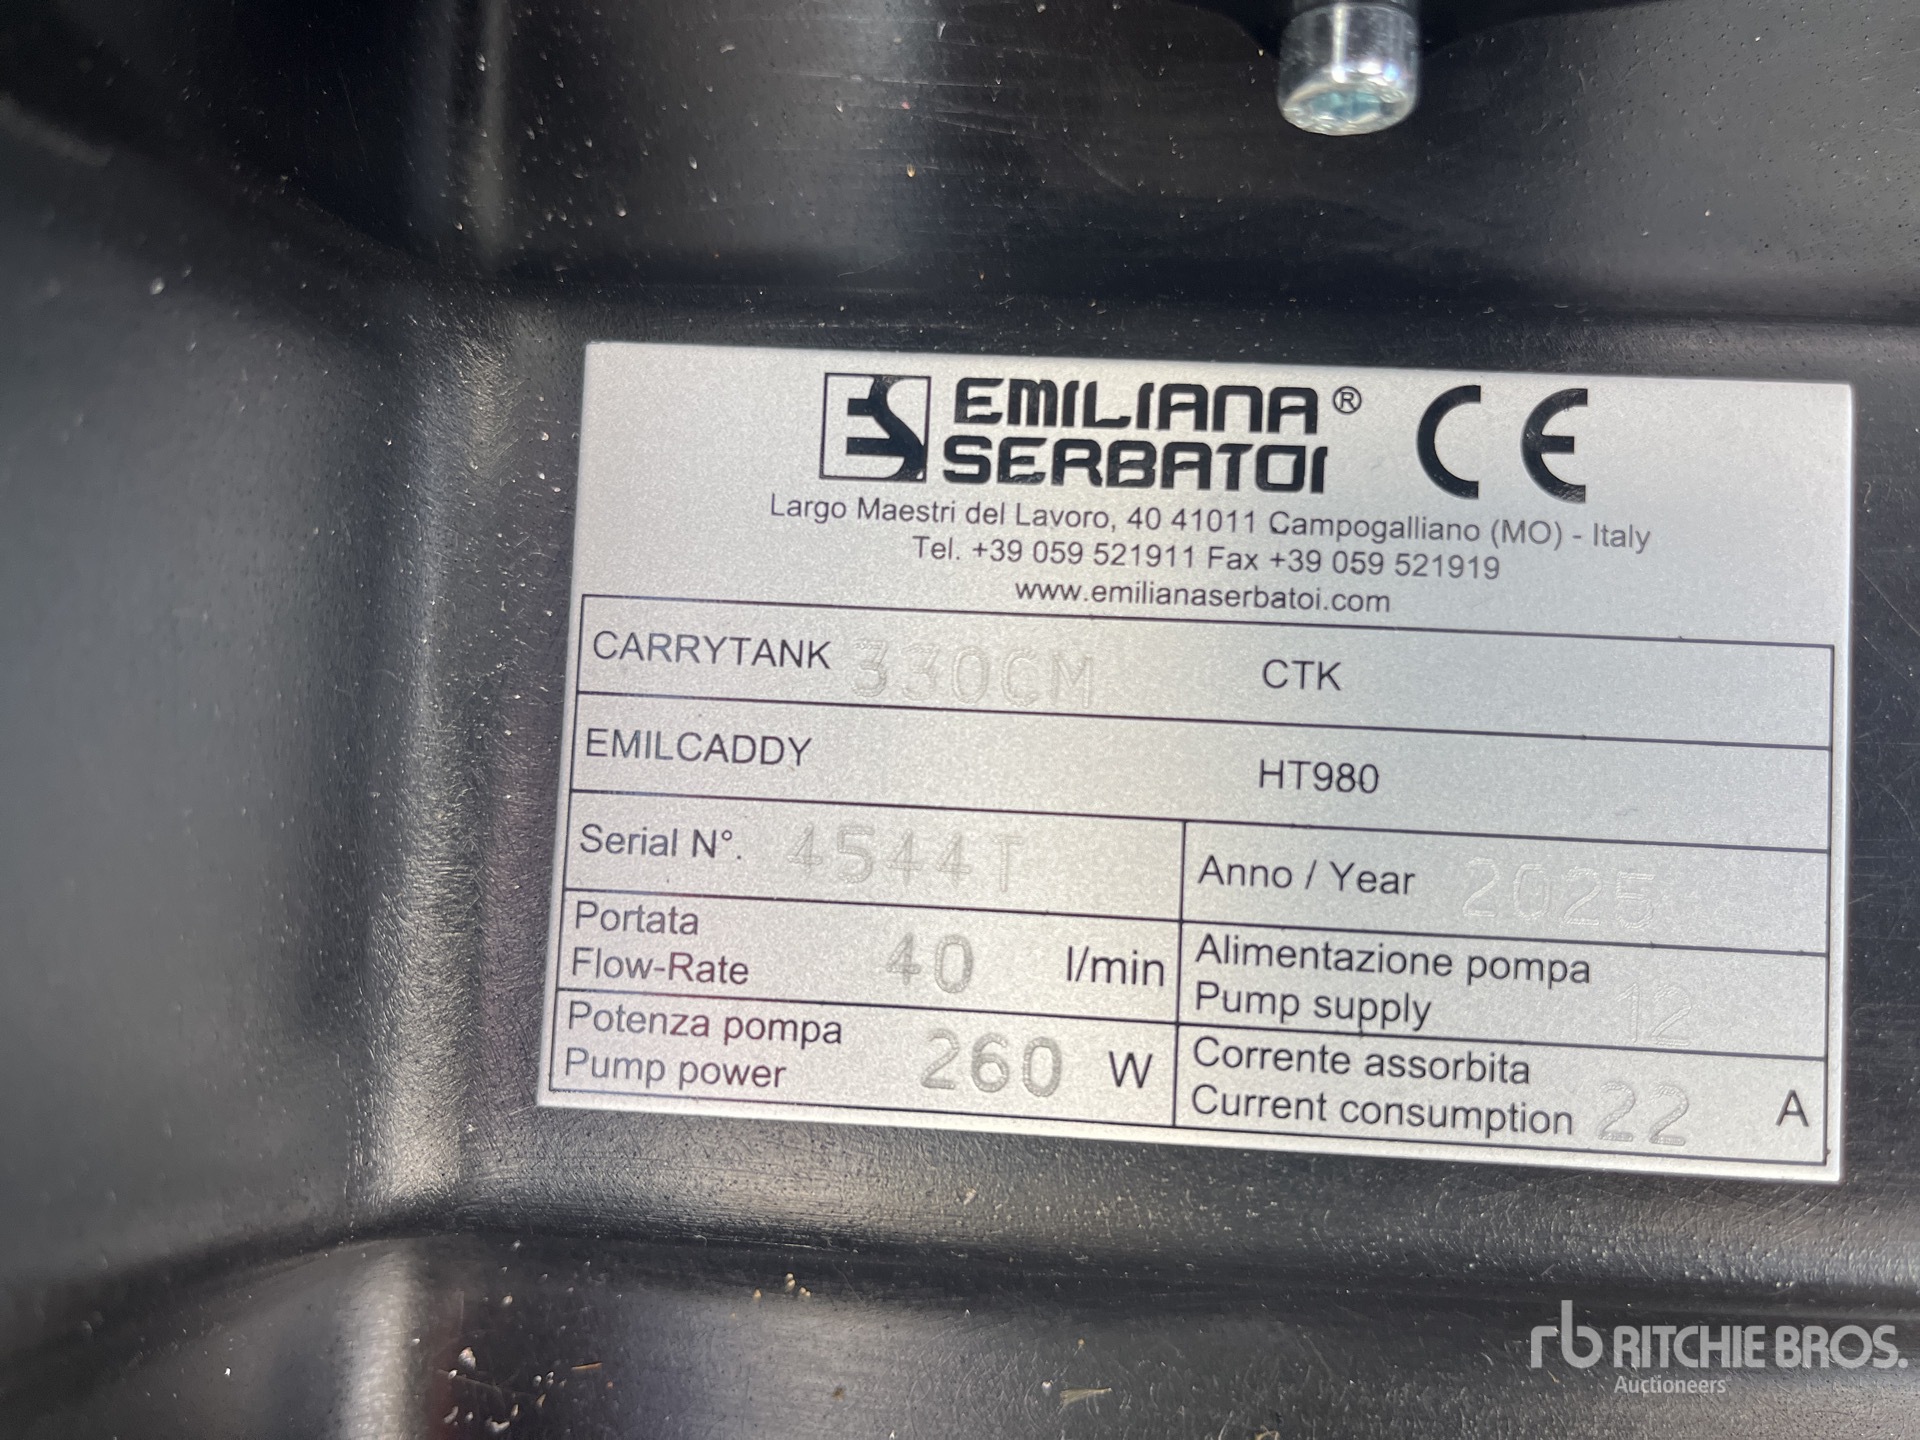 EMILIANA®
SERBATOI
CE
Largo Maestri del Lavoro, 40 41011 Campogalliano (MO) - Italy
Tel. +39 059 521911 Fax +39 059 521919
www.emilianaserbatoi.com
CARRYTANK 330CM CTK
EMILCADDY HT980
Serial N°. 4544T
Anno / Year 2025
Portata
Flow-Rate 40 l/min
Alimentazione pompa
Pump supply 12
Potenza pompa
Pump power 260 W
Corrente assorbita
Current consumption 22 A
rb RITCHIE BROS.
Auctioneers